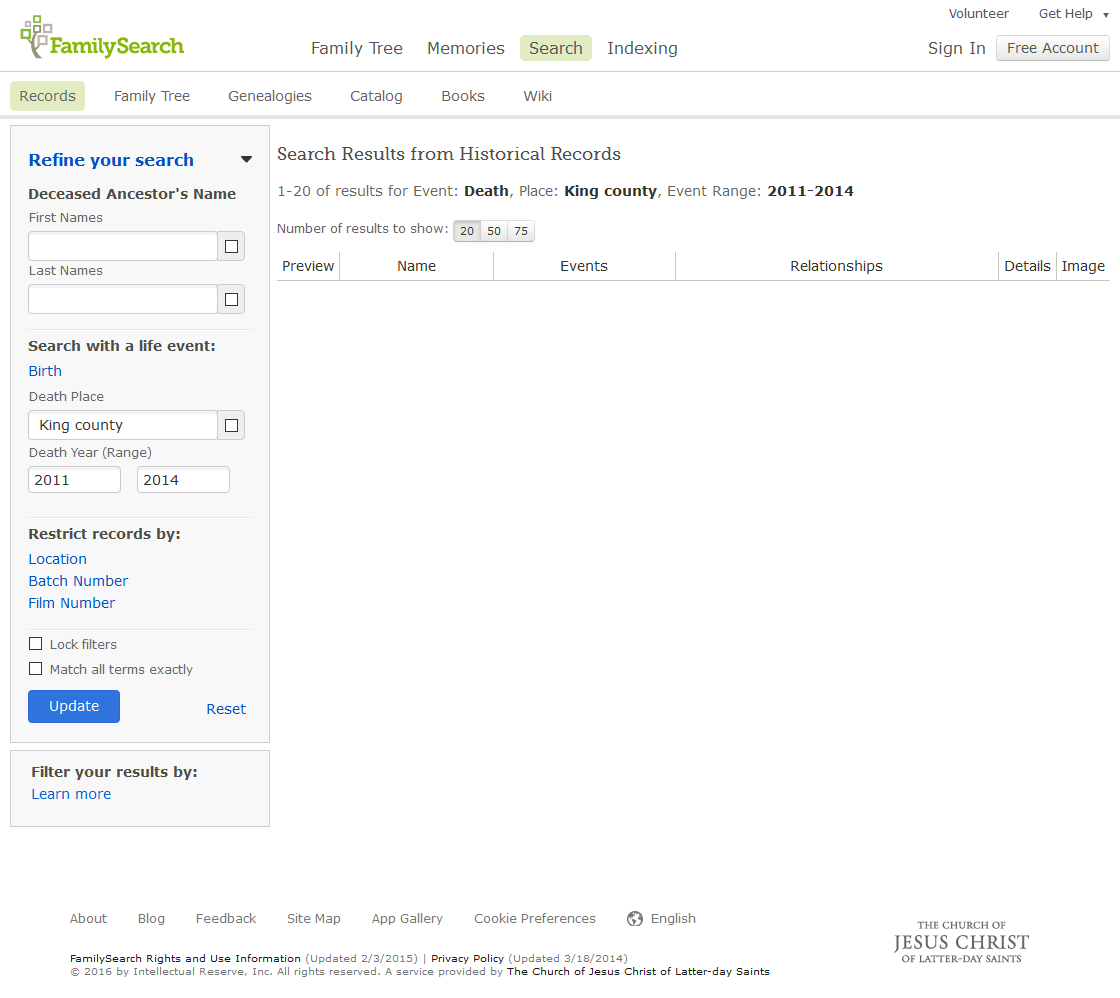 Volunteer Get Help
FamilySearch
Family Tree Memories Search Indexing
Sign In Free Account
Records Family Tree Genealogies Catalog Books Wiki
Refine your search
Deceased Ancestor's Name
First Names
Last Names
Search with a life event:
Birth
Death Place
King county
Death Year (Range)
2011 2014
Restrict records by:
Location
Batch Number
Film Number
Lock filters
Match all terms exactly
Update Reset
Filter your results by:
Learn more
Search Results from Historical Records
1-20 of results for Event: Death, Place: King county, Event Range: 2011-2014
Number of results to show: 20 50 75
Preview Name Events Relationships Details Image
About Blog Feedback Site Map App Gallery Cookie Preferences English
FamilySearch Rights and Use Information (Updated 2/3/2015) | Privacy Policy (Updated 3/18/2014)
© 2016 by Intellectual Reserve, Inc. All rights reserved. A service provided by The Church of Jesus Christ of Latter-day Saints
THE CHURCH OF
JESUS CHRIST
OF LATTER-DAY SAINTS